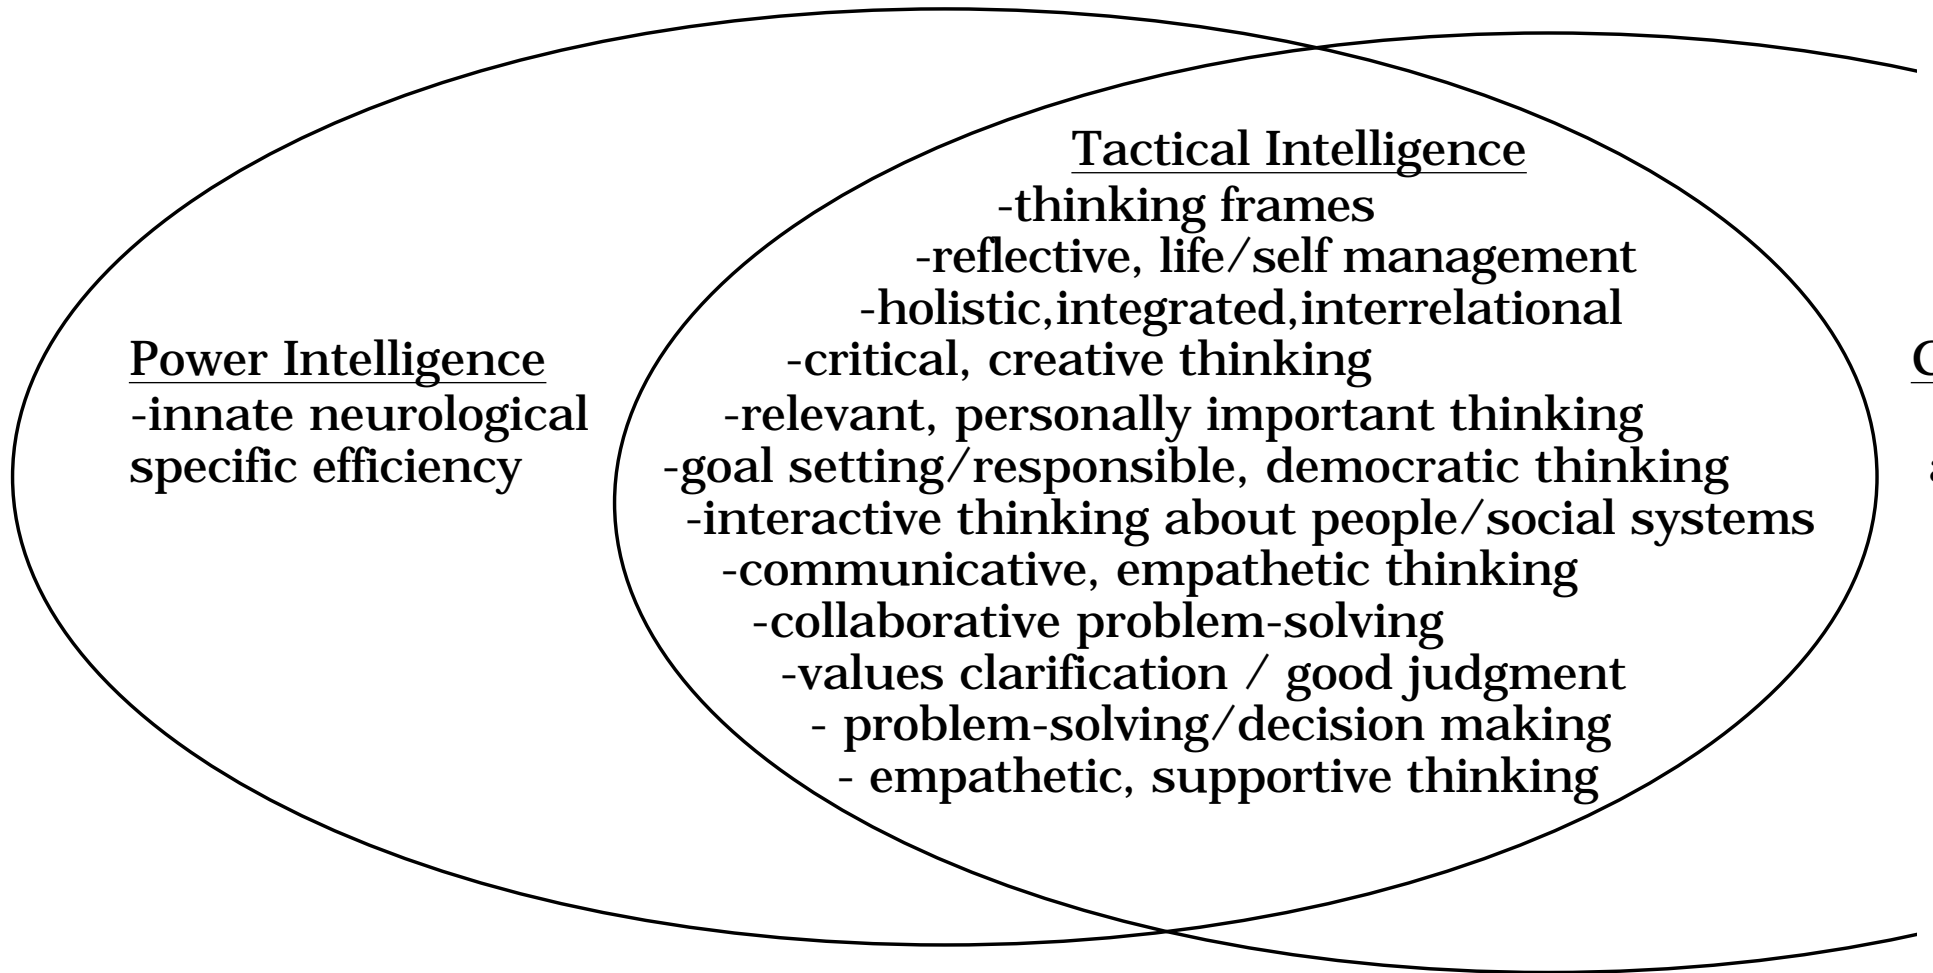 Tactical Intelligence
-thinking frames
-reflective, life/self management
-holistic,integrated,interrelational
-critical, creative thinking
-relevant, personally important thinking
-goal setting/responsible, democratic thinking
-interactive thinking about people/social systems
-communicative, empathetic thinking
-collaborative problem-solving
-values clarification / good judgment
- problem-solving/decision making
- empathetic, supportive thinking
Power Intelligence
-innate neurological
specific efficiency